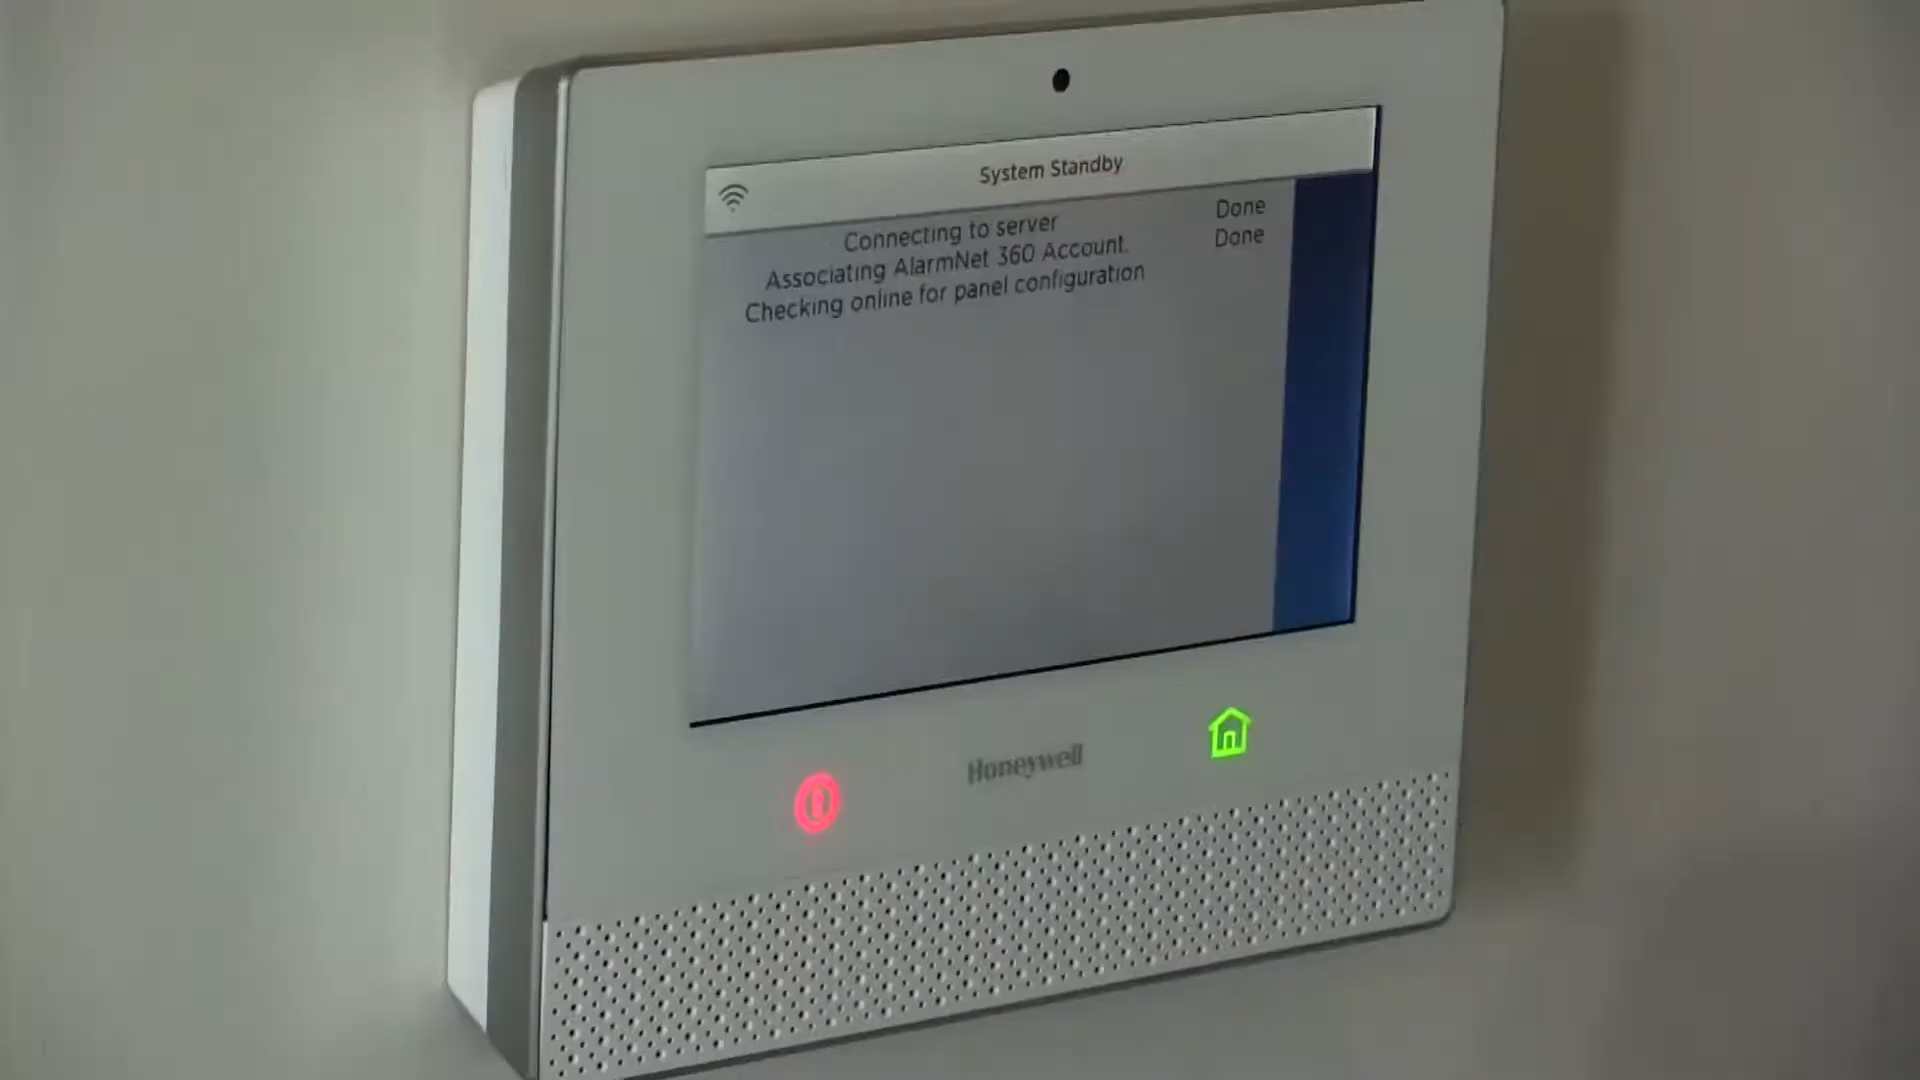 System Standby
Connecting to server Done
Associating AlarmNet 360 Account. Done
Checking online for panel configuration
Honeywell